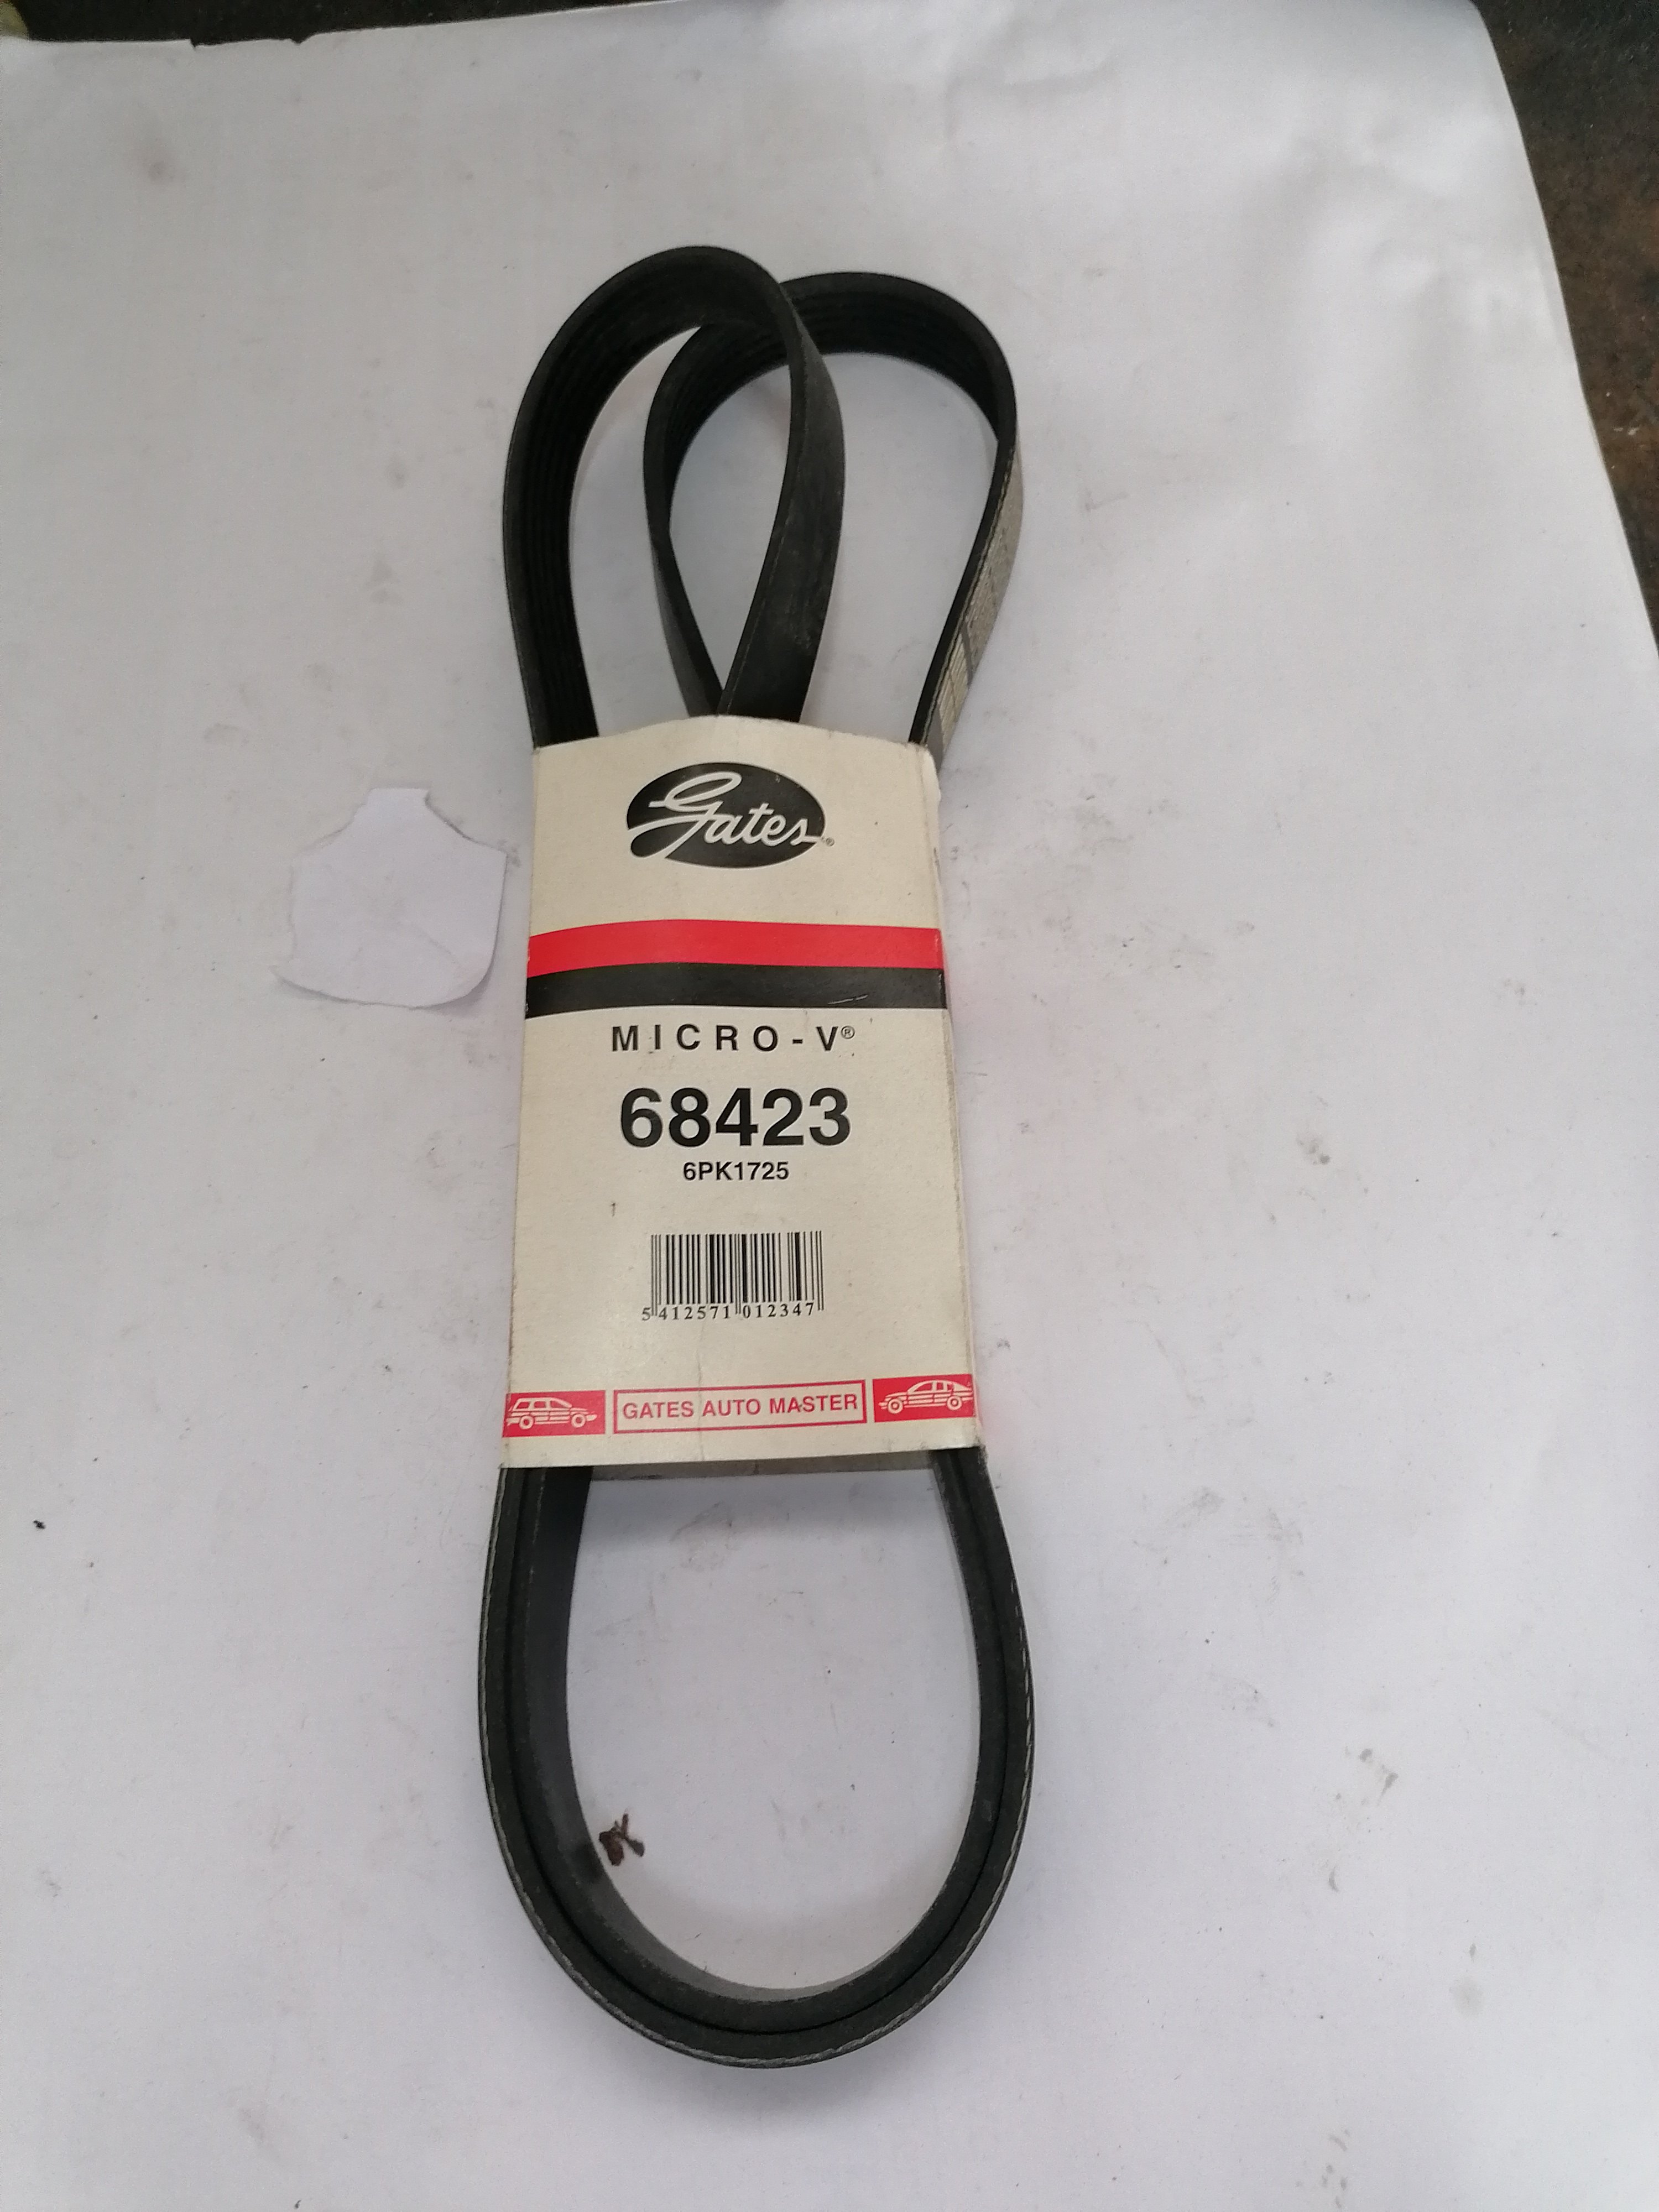 Gates®
MICRO-V®
68423
6PK1725
5 412571 012347
GATES AUTO MASTER